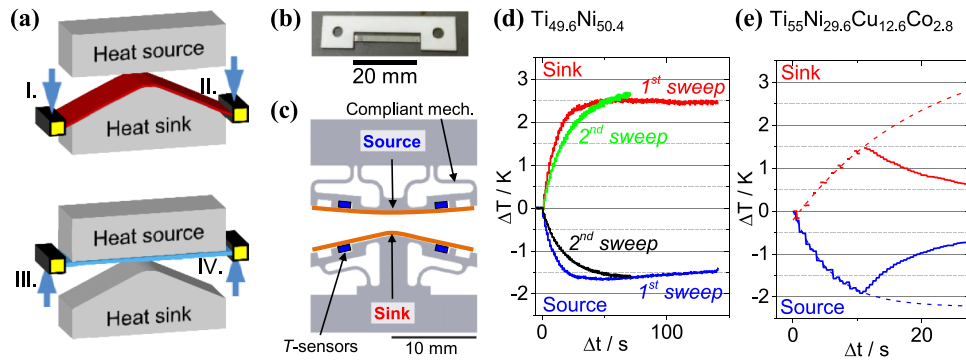 (a)
Heat source
I.
II.
Heat sink
Heat source
III.
IV.
Heat sink
(b)
20 mm
(c)
Compliant mech.
Source
Sink
T-sensors
10 mm
(d)
Ti49.6Ni50.4
Sink
1st sweep
2nd sweep
2nd sweep
1st sweep
Source
3
2
1
0
-1
-2
ΔT / K
0
100
Δt / s
(e)
Ti55Ni29.6Cu12.6Co2.8
Sink
Source
3
2
1
0
-1
-2
ΔT / K
0
10
20
Δt / s